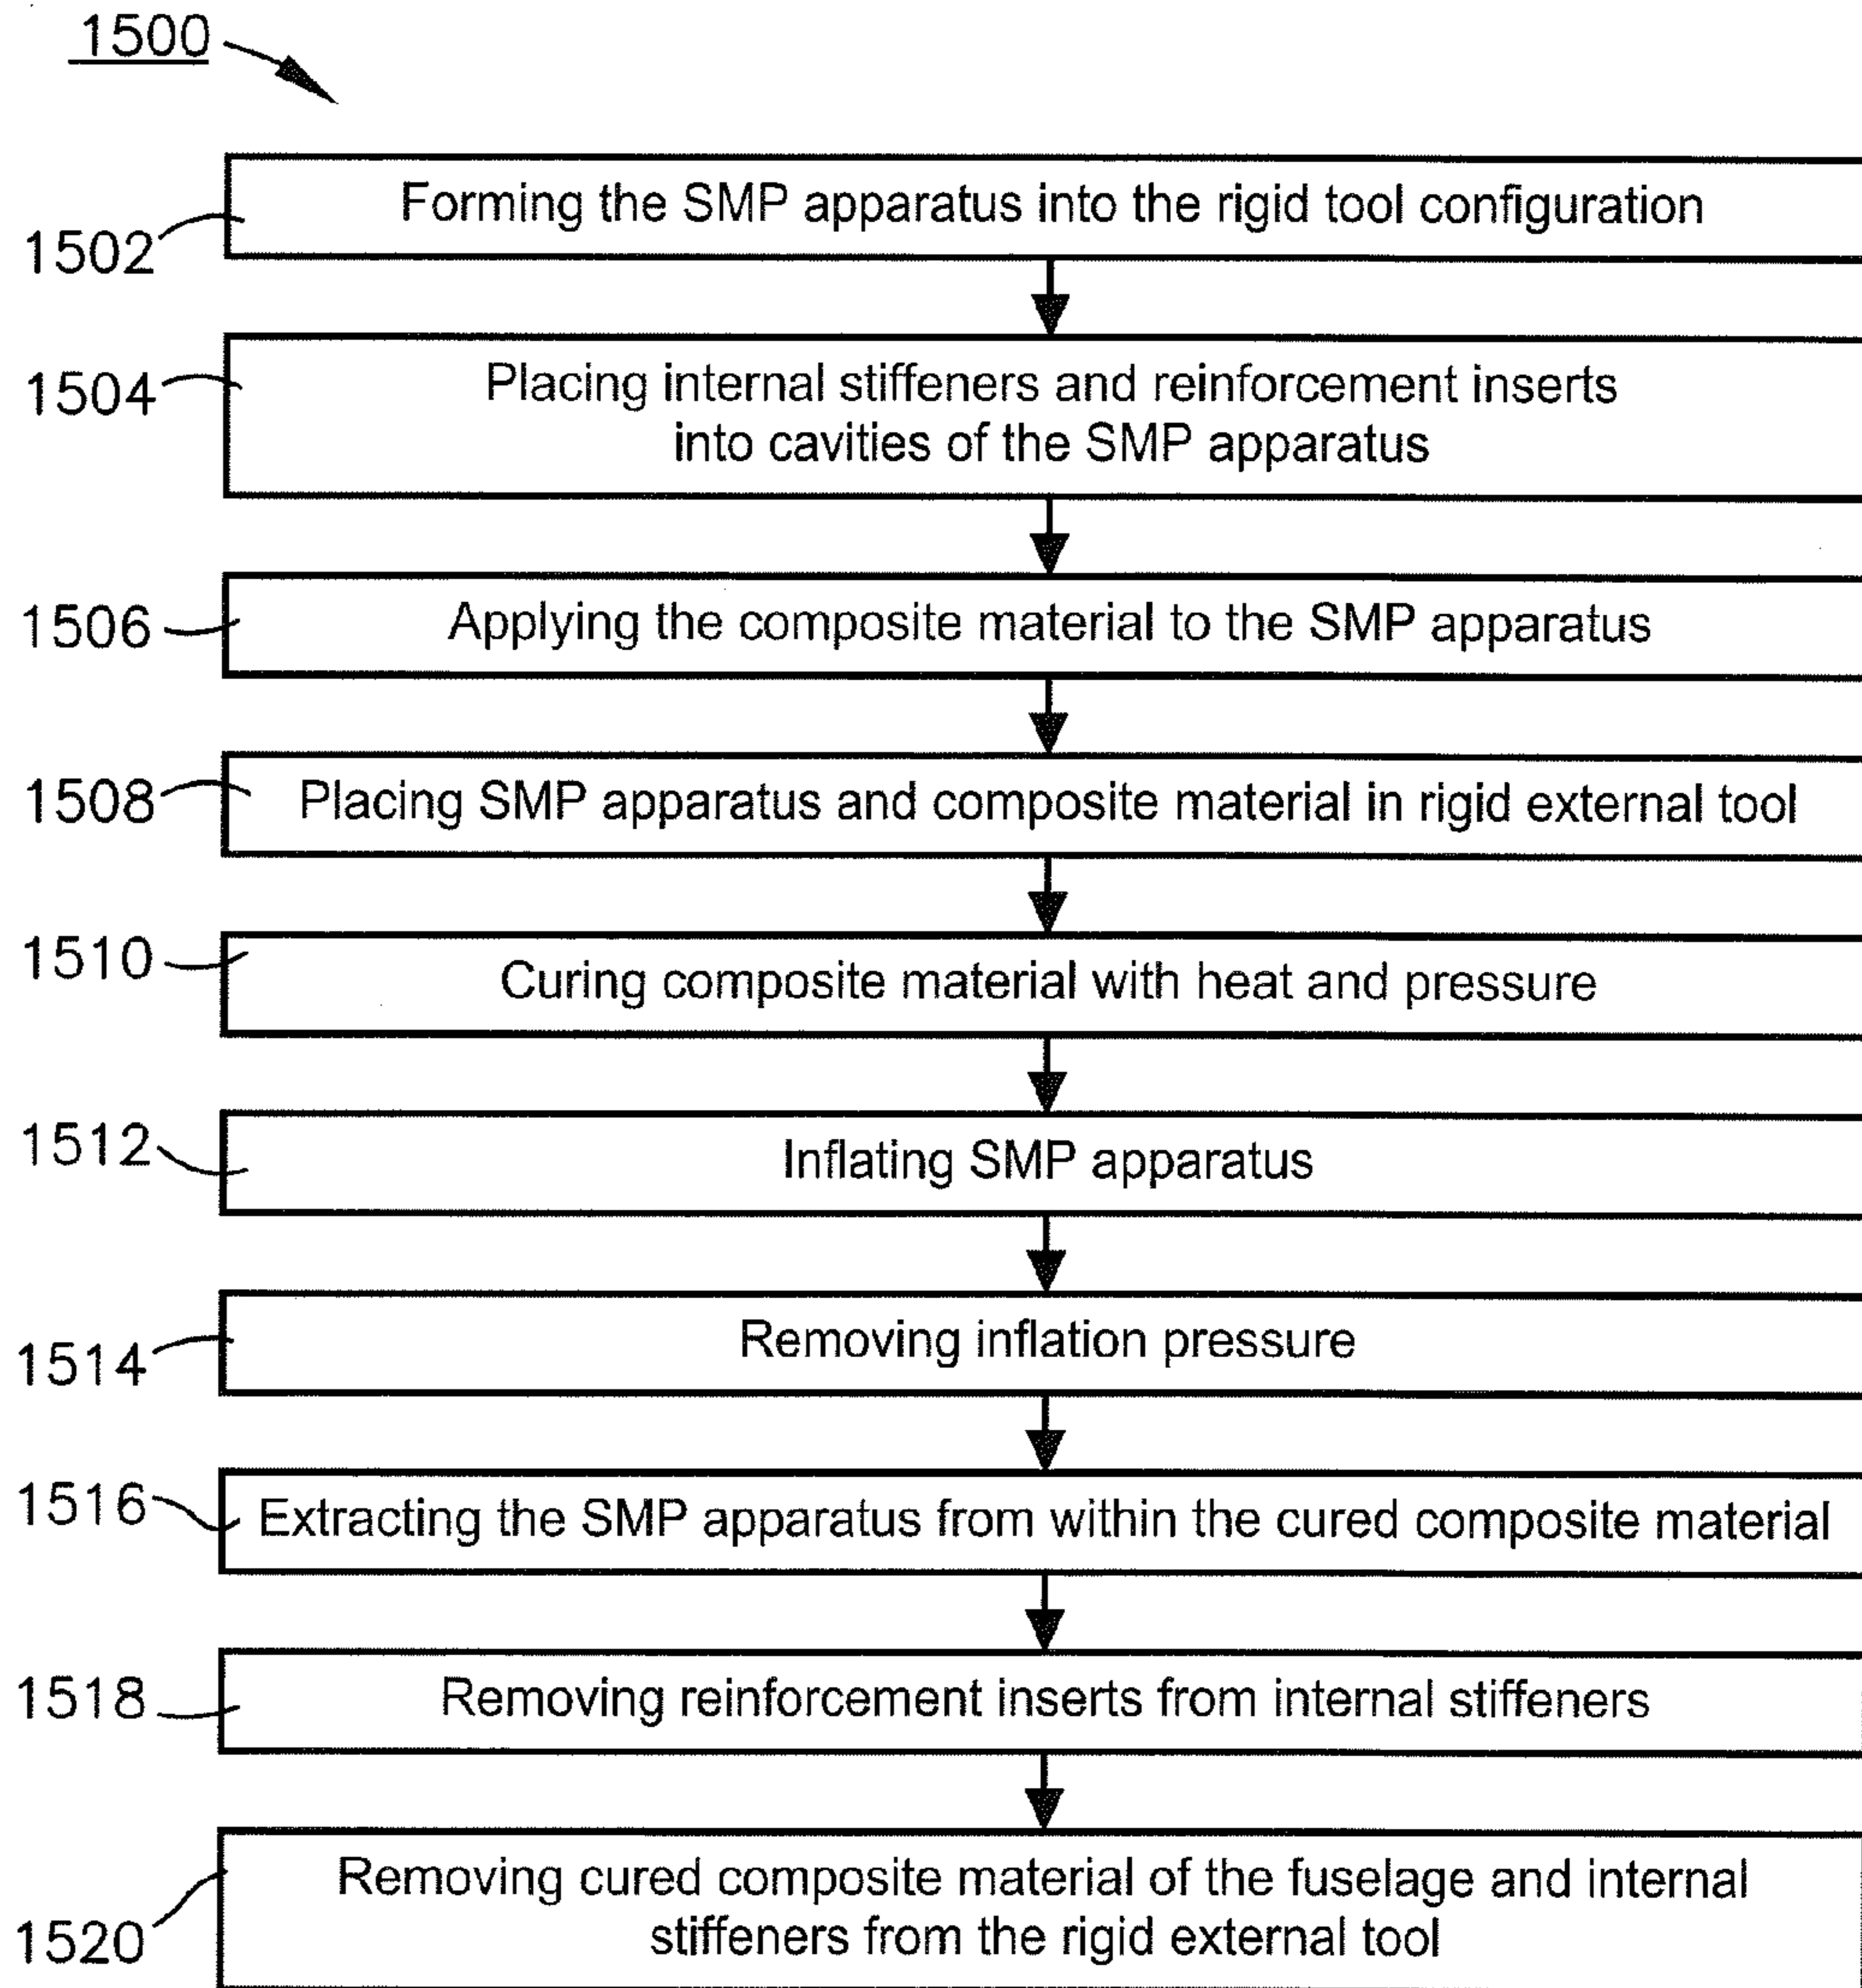 1500
Forming the SMP apparatus into the rigid tool configuration
1502
Placing internal stiffeners and reinforcement inserts
into cavities of the SMP apparatus
1504
Applying the composite material to the SMP apparatus
1506
Placing SMP apparatus and composite material in rigid external tool
1508
Curing composite material with heat and pressure
1510
Inflating SMP apparatus
1512
Removing inflation pressure
1514
Extracting the SMP apparatus from within the cured composite material
1516
Removing reinforcement inserts from internal stiffeners
1518
Removing cured composite material of the fuselage and internal
stiffeners from the rigid external tool
1520